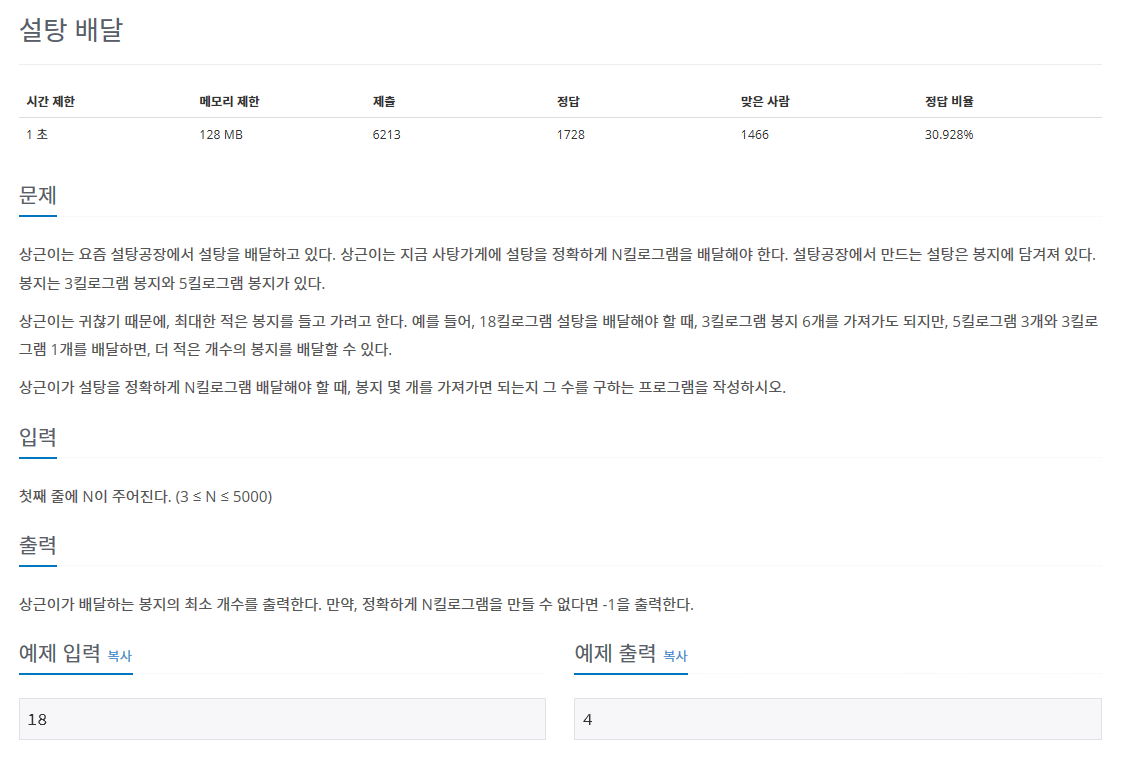 설탕 배달
시간 제한 메모리 제한 제출 정답 맞은 사람 정답 비율
1 초 128 MB 6213 1728 1466 30.928%
문제
상근이는 요즘 설탕공장에서 설탕을 배달하고 있다. 상근이는 지금 사탕가게에 설탕을 정확하게 N킬로그램을 배달해야 한다. 설탕공장에서 만드는 설탕은 봉지에 담겨져 있다.
봉지는 3킬로그램 봉지와 5킬로그램 봉지가 있다.
상근이는 귀찮기 때문에, 최대한 적은 봉지를 들고 가려고 한다. 예를 들어, 18킬로그램 설탕을 배달해야 할 때, 3킬로그램 봉지 6개를 가져가도 되지만, 5킬로그램 3개와 3킬로
그램 1개를 배달하면, 더 적은 개수의 봉지를 배달할 수 있다.
상근이가 설탕을 정확하게 N킬로그램 배달해야 할 때, 봉지 몇 개를 가져가면 되는지 그 수를 구하는 프로그램을 작성하시오.
입력
첫째 줄에 N이 주어진다. (3 ≤ N ≤ 5000)
출력
상근이가 배달하는 봉지의 최소 개수를 출력한다. 만약, 정확하게 N킬로그램을 만들 수 없다면 -1을 출력한다.
예제 입력 복사
18
예제 출력 복사
4